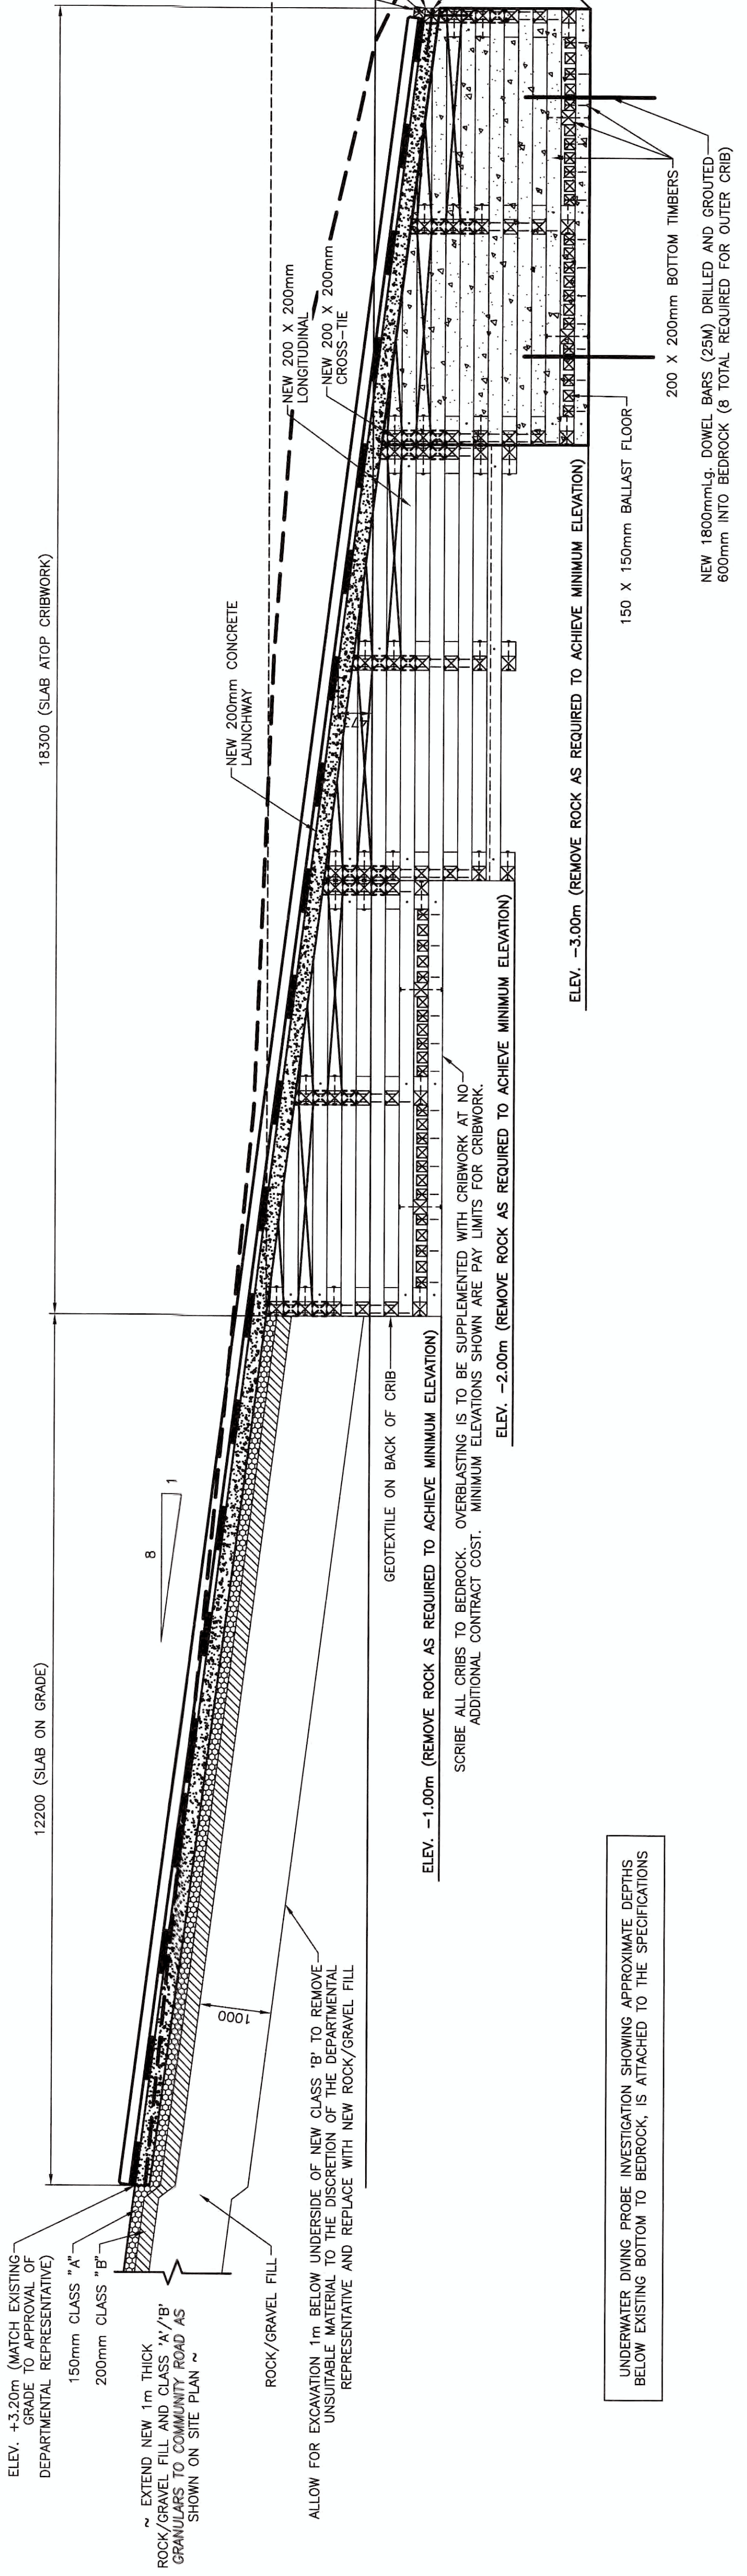 ELEV. +3.20m (MATCH EXISTING
GRADE TO APPROVAL OF
DEPARTMENTAL REPRESENTATIVE)
150mm CLASS "A"
200mm CLASS "B"
~ EXTEND NEW 1m THICK
ROCK/GRAVEL FILL AND CLASS 'A'/'B'
GRANULARS TO COMMUNITY ROAD AS
SHOWN ON SITE PLAN ~
ROCK/GRAVEL FILL
ALLOW FOR EXCAVATION 1m BELOW UNDERSIDE OF NEW CLASS 'B' TO REMOVE
UNSUITABLE MATERIAL TO THE DISCRETION OF THE DEPARTMENTAL
REPRESENTATIVE AND REPLACE WITH NEW ROCK/GRAVEL FILL
12200 (SLAB ON GRADE)
18300 (SLAB ATOP CRIBWORK)
8
1
1000
NEW 200mm CONCRETE
LAUNCHWAY
NEW 200 X 200mm
LONGITUDINAL
NEW 200 X 200mm
CROSS-TIE
GEOTEXTILE ON BACK OF CRIB
ELEV. -1.00m (REMOVE ROCK AS REQUIRED TO ACHIEVE MINIMUM ELEVATION)
SCRIBE ALL CRIBS TO BEDROCK. OVERBLASTING IS TO BE SUPPLEMENTED WITH CRIBWORK AT NO
ADDITIONAL CONTRACT COST. MINIMUM ELEVATIONS SHOWN ARE PAY LIMITS FOR CRIBWORK.
ELEV. -2.00m (REMOVE ROCK AS REQUIRED TO ACHIEVE MINIMUM ELEVATION)
ELEV. -3.00m (REMOVE ROCK AS REQUIRED TO ACHIEVE MINIMUM ELEVATION)
150 X 150mm BALLAST FLOOR
200 X 200mm BOTTOM TIMBERS
NEW 1800mmLg. DOWEL BARS (25M) DRILLED AND GROUTED
600mm INTO BEDROCK (8 TOTAL REQUIRED FOR OUTER CRIB)
UNDERWATER DIVING PROBE INVESTIGATION SHOWING APPROXIMATE DEPTHS
BELOW EXISTING BOTTOM TO BEDROCK, IS ATTACHED TO THE SPECIFICATIONS